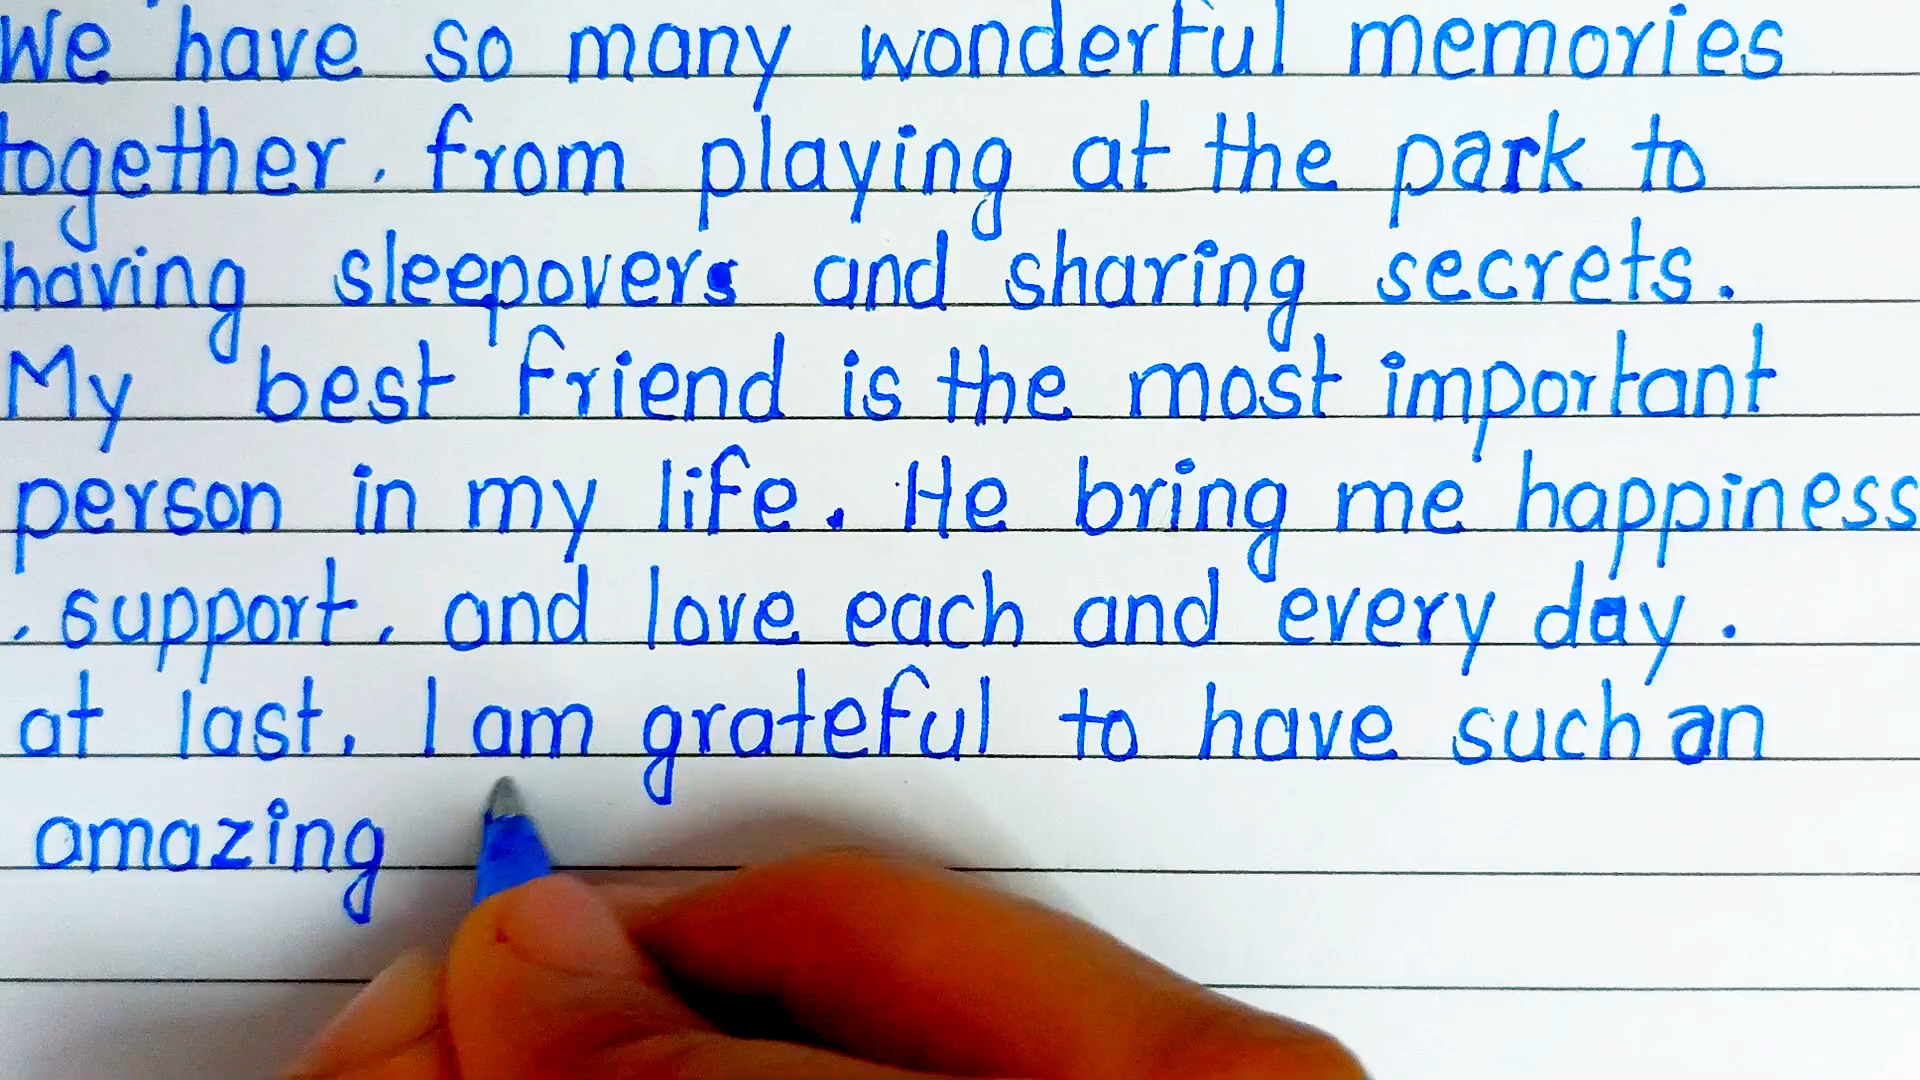 We have so many wonderful memories
together, from playing at the park to
having sleepovers and sharing secrets.
My best friend is the most important
person in my life. He bring me happiness
, support, and love each and every day.
at last, I am grateful to have such an
amazing